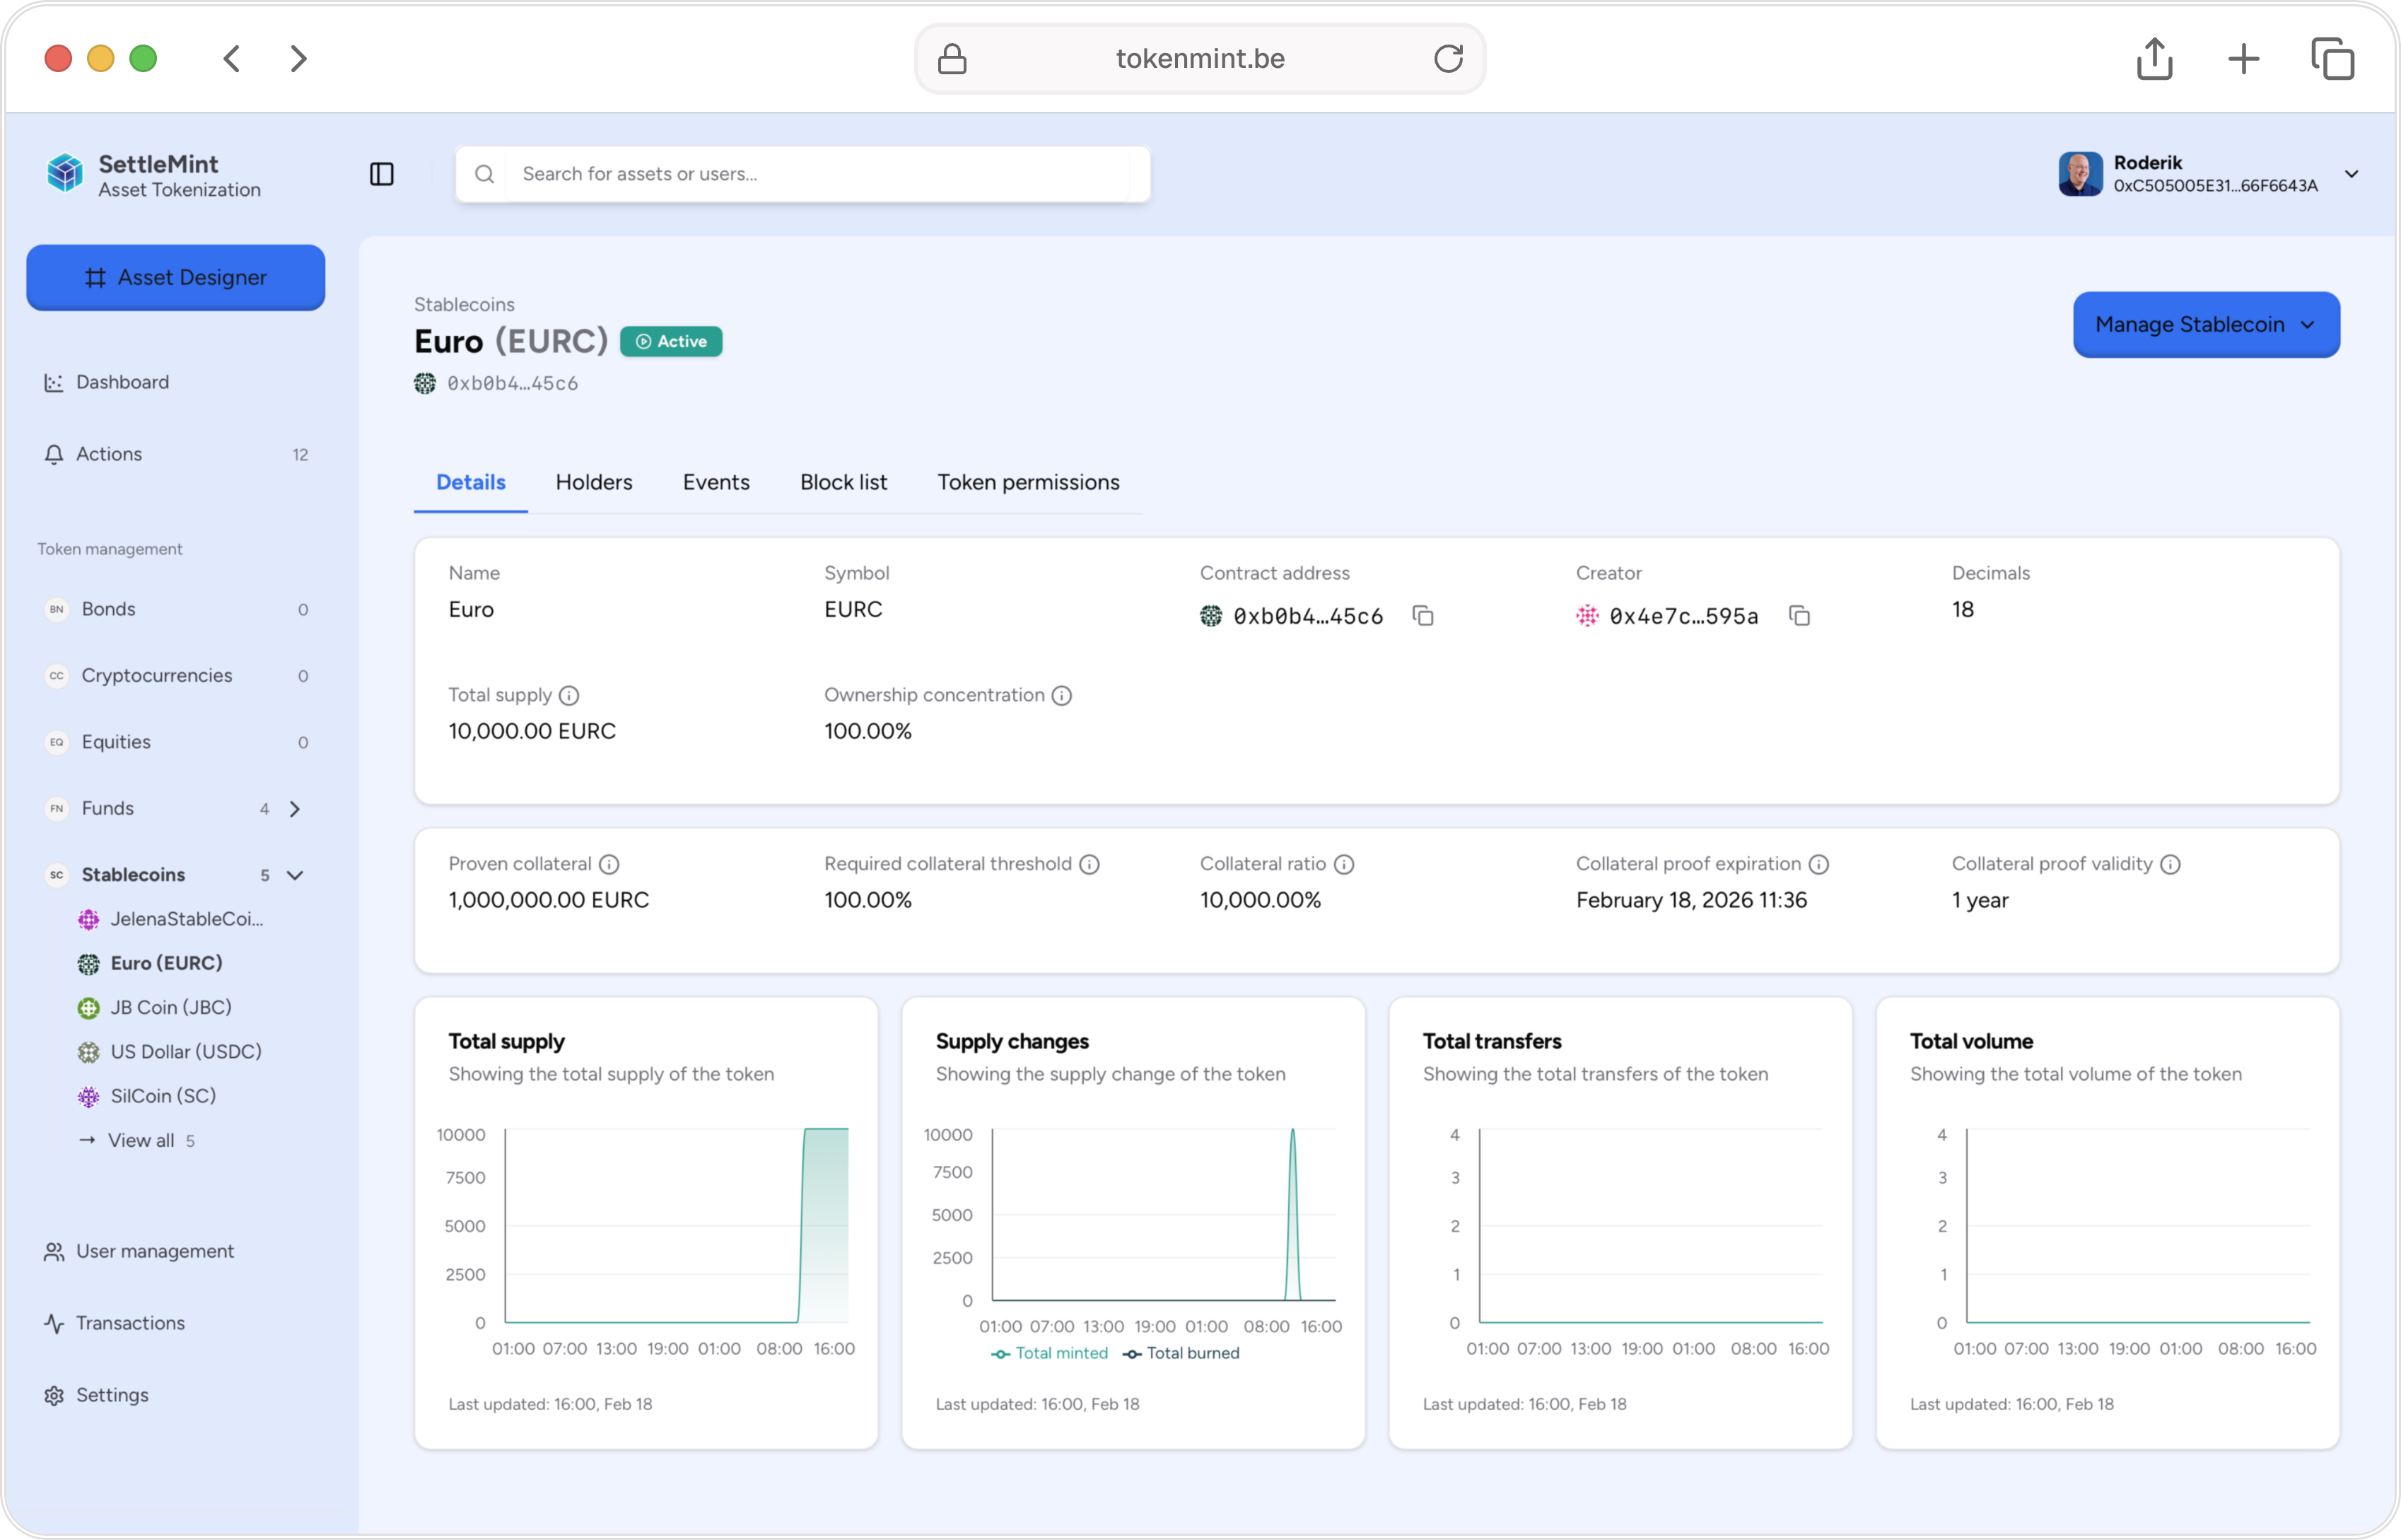 tokenmint.be
SettleMint
Asset Tokenization
Search for assets or users...
Roderik
0xC505005E31...66F6643A
Asset Designer
Dashboard
Actions 12
Token management
BN Bonds 0
CC Cryptocurrencies 0
EQ Equities 0
FN Funds 4
SC Stablecoins 5
JelenaStableCoi...
Euro (EURC)
JB Coin (JBC)
US Dollar (USDC)
SilCoin (SC)
View all 5
User management
Transactions
Settings
Stablecoins
Euro (EURC) Active
0xb0b4…45c6
Manage Stablecoin
Details Holders Events Block list Token permissions
Name Symbol Contract address Creator Decimals
Euro EURC 0xb0b4…45c6 0x4e7c…595a 18
Total supply Ownership concentration
10,000.00 EURC 100.00%
Proven collateral Required collateral threshold Collateral ratio Collateral proof expiration Collateral proof validity
1,000,000.00 EURC 100.00% 10,000.00% February 18, 2026 11:36 1 year
Total supply
Showing the total supply of the token
10000
7500
5000
2500
0
01:00 07:00 13:00 19:00 01:00 08:00 16:00
Last updated: 16:00, Feb 18
Supply changes
Showing the supply change of the token
10000
7500
5000
2500
0
01:00 07:00 13:00 19:00 01:00 08:00 16:00
Total minted Total burned
Last updated: 16:00, Feb 18
Total transfers
Showing the total transfers of the token
4
3
2
1
0
01:00 07:00 13:00 19:00 01:00 08:00 16:00
Last updated: 16:00, Feb 18
Total volume
Showing the total volume of the token
4
3
2
1
0
01:00 07:00 13:00 19:00 01:00 08:00 16:00
Last updated: 16:00, Feb 18